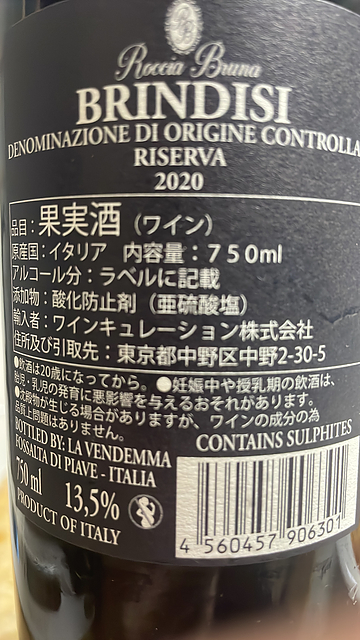 Roccia Bruna
BRINDISI
DENOMINAZIONE DI ORIGINE CONTROLLA
RISERVA
2020
品目：果実酒（ワイン）
原産国：イタリア　内容量：７５０ml
アルコール分：ラベルに記載
添加物：酸化防止剤（亜硫酸塩）
輸入者：ワインキュレーション株式会社
住所及び引取先：東京都中野区中野2-30-5
●飲酒は20歳になってから。●妊娠中や授乳期の飲酒は、
胎児・乳児の発育に悪影響を与えるおそれがあります。
●沈殿物が生じる場合がありますが、ワインの成分の為
品質上問題はありません。
CONTAINS SULPHITES
BOTTLED BY: LA VENDEMMA
FOSSALTA DI PIAVE - ITALIA
750 ml
13,5%
PRODUCT OF ITALY
4 560457 906301